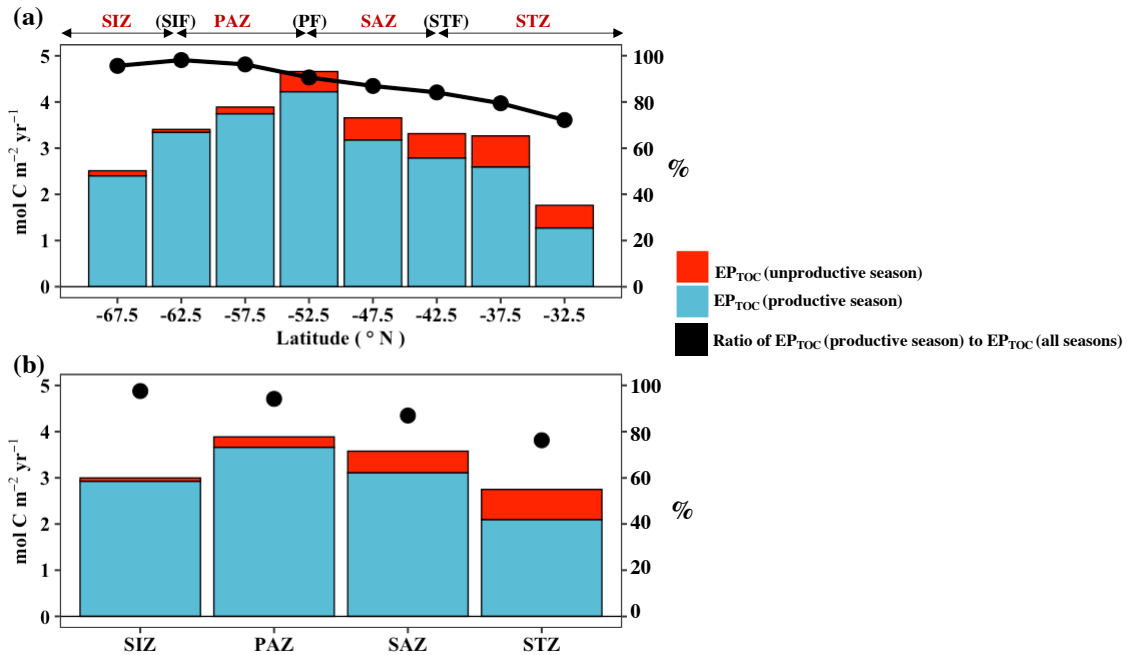 (a)
SIZ (SIF) PAZ (PF) SAZ (STF) STZ
5 100
4 80
3 60
2 40
1 20
0 0
mol C m⁻² yr⁻¹
%
-67.5 -62.5 -57.5 -52.5 -47.5 -42.5 -37.5 -32.5
Latitude ( ° N )
EP_TOC (unproductive season)
EP_TOC (productive season)
Ratio of EP_TOC (productive season) to EP_TOC (all seasons)
(b)
5 100
4 80
3 60
2 40
1 20
0 0
mol C m⁻² yr⁻¹
%
SIZ PAZ SAZ STZ